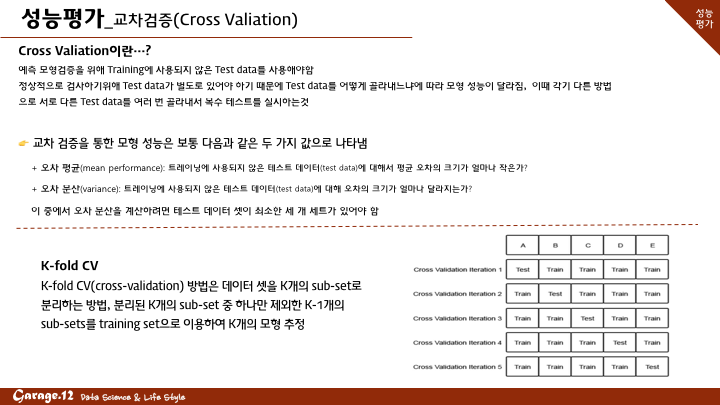 성능평가_교차검증(Cross Valiation)
성능
평가
Cross Valiation이란…?
예측 모형검증을 위해 Training에 사용되지 않은 Test data를 사용해야함
정상적으로 검사하기위해 Test data가 별도로 있어야 하기 때문에 Test data를 어떻게 골라내느냐에 따라 모형 성능이 달라짐, 이때 각기 다른 방법
으로 서로 다른 Test data를 여러 번 골라내서 복수 테스트를 실시하는것
👉 교차 검증을 통한 모형 성능은 보통 다음과 같은 두 가지 값으로 나타냄
+ 오차 평균(mean performance): 트레이닝에 사용되지 않은 테스트 데이터(test data)에 대해서 평균 오차의 크기가 얼마나 작은가?
+ 오차 분산(variance): 트레이닝에 사용되지 않은 테스트 데이터(test data)에 대해 오차의 크기가 얼마나 달라지는가?
이 중에서 오차 분산을 계산하려면 테스트 데이터 셋이 최소한 세 개 세트가 있어야 함
K-fold CV
K-fold CV(cross-validation) 방법은 데이터 셋을 K개의 sub-set로
분리하는 방법, 분리된 K개의 sub-set 중 하나만 제외한 K-1개의
sub-sets를 training set으로 이용하여 K개의 모형 추정
A B C D E
Cross Validation Iteration 1 Test Train Train Train Train
Cross Validation Iteration 2 Train Test Train Train Train
Cross Validation Iteration 3 Train Train Test Train Train
Cross Validation Iteration 4 Train Train Train Test Train
Cross Validation Iteration 5 Train Train Train Train Test
Garage.12 Data Science & Life Style